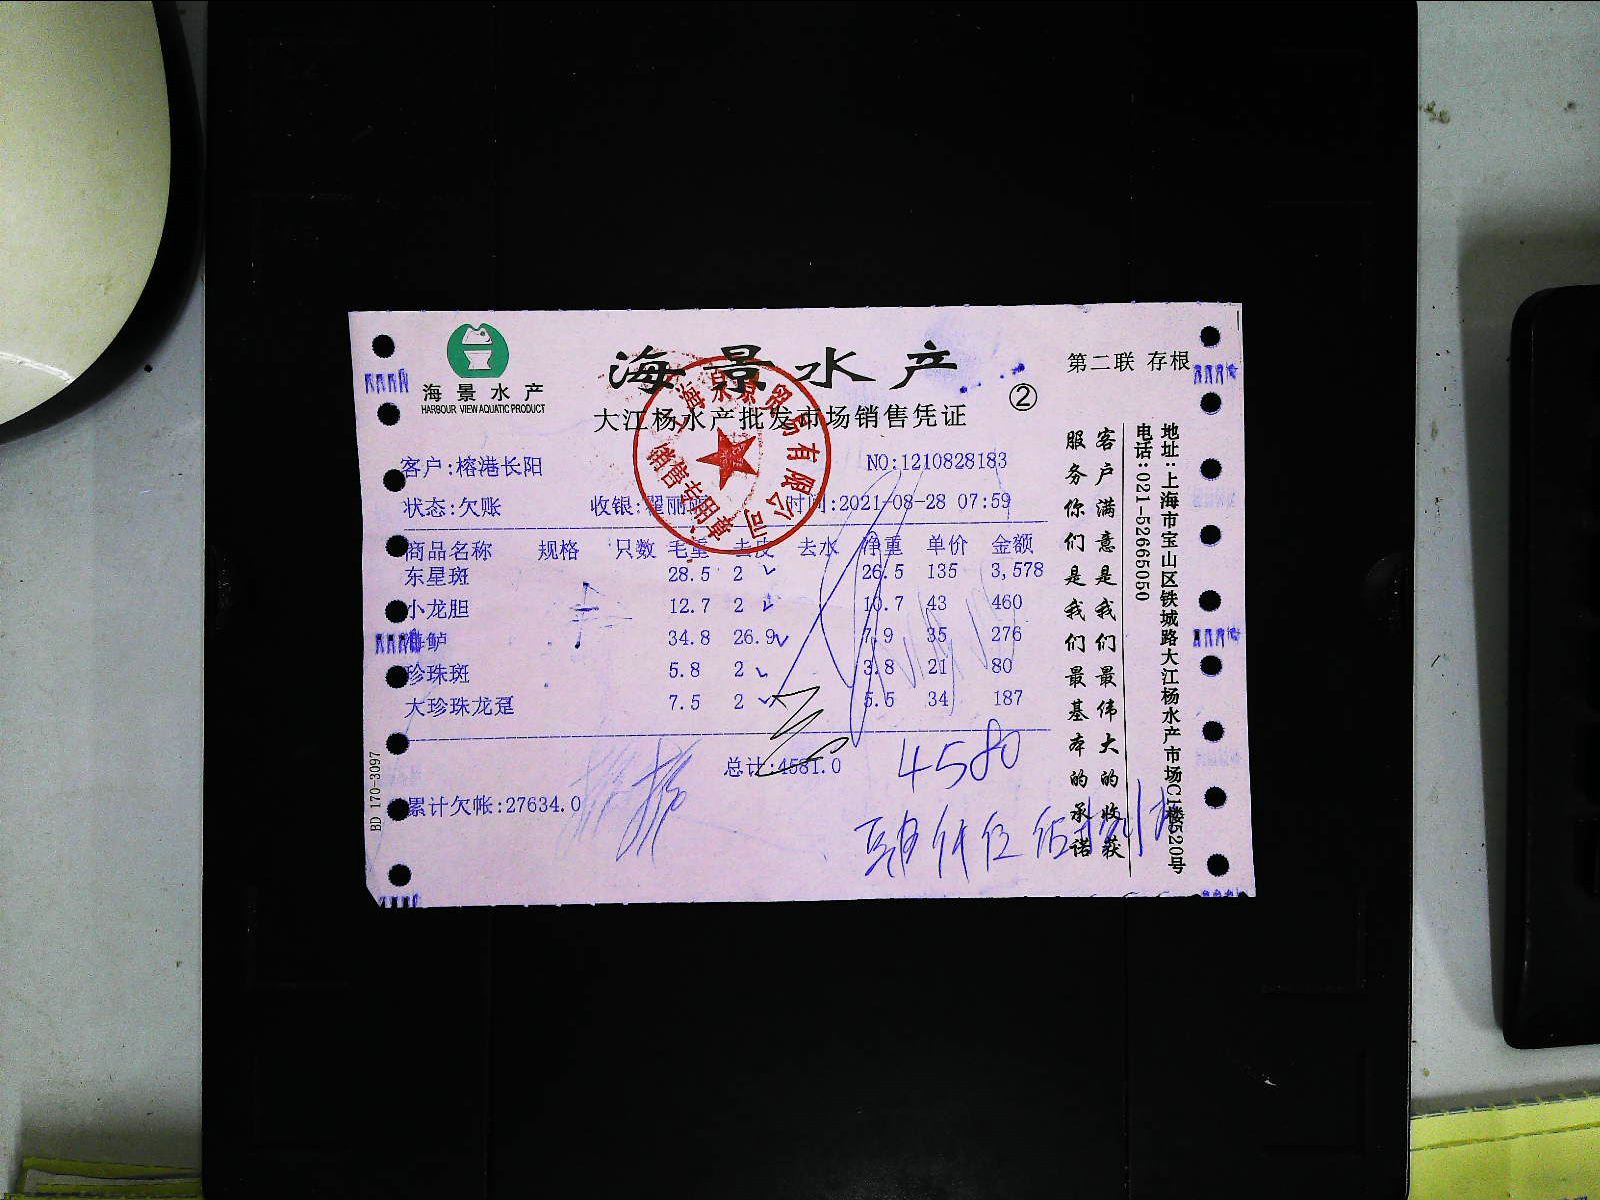 海景水产
HARBOUR VIEW AQUATIC PRODUCT
海景水产
大江杨水产批发市场销售凭证
②
第二联 存根
客户:榕港长阳
NO:1210828183
状态:欠账 收银:翟丽 时间:2021-08-28 07:59
商品名称 规格 只数 毛重 去皮 去水 净重 单价 金额
东星斑 28.5 2 26.5 135 3,578
小龙胆 12.7 2 10.7 43 460
海鲈 34.8 26.9 7.9 35 276
珍珠斑 5.8 2 3.8 21 80
大珍珠龙趸 7.5 2 5.5 34 187
总计:4581.0
4580
累计欠帐:27634.0
BD 170-3097
客户满意是我们最伟大的收获
服务你们是我们最基本的承诺
地址:上海市宝山区铁城路大江杨水产市场C1楼520号
电话:021-52665050
销售专用章